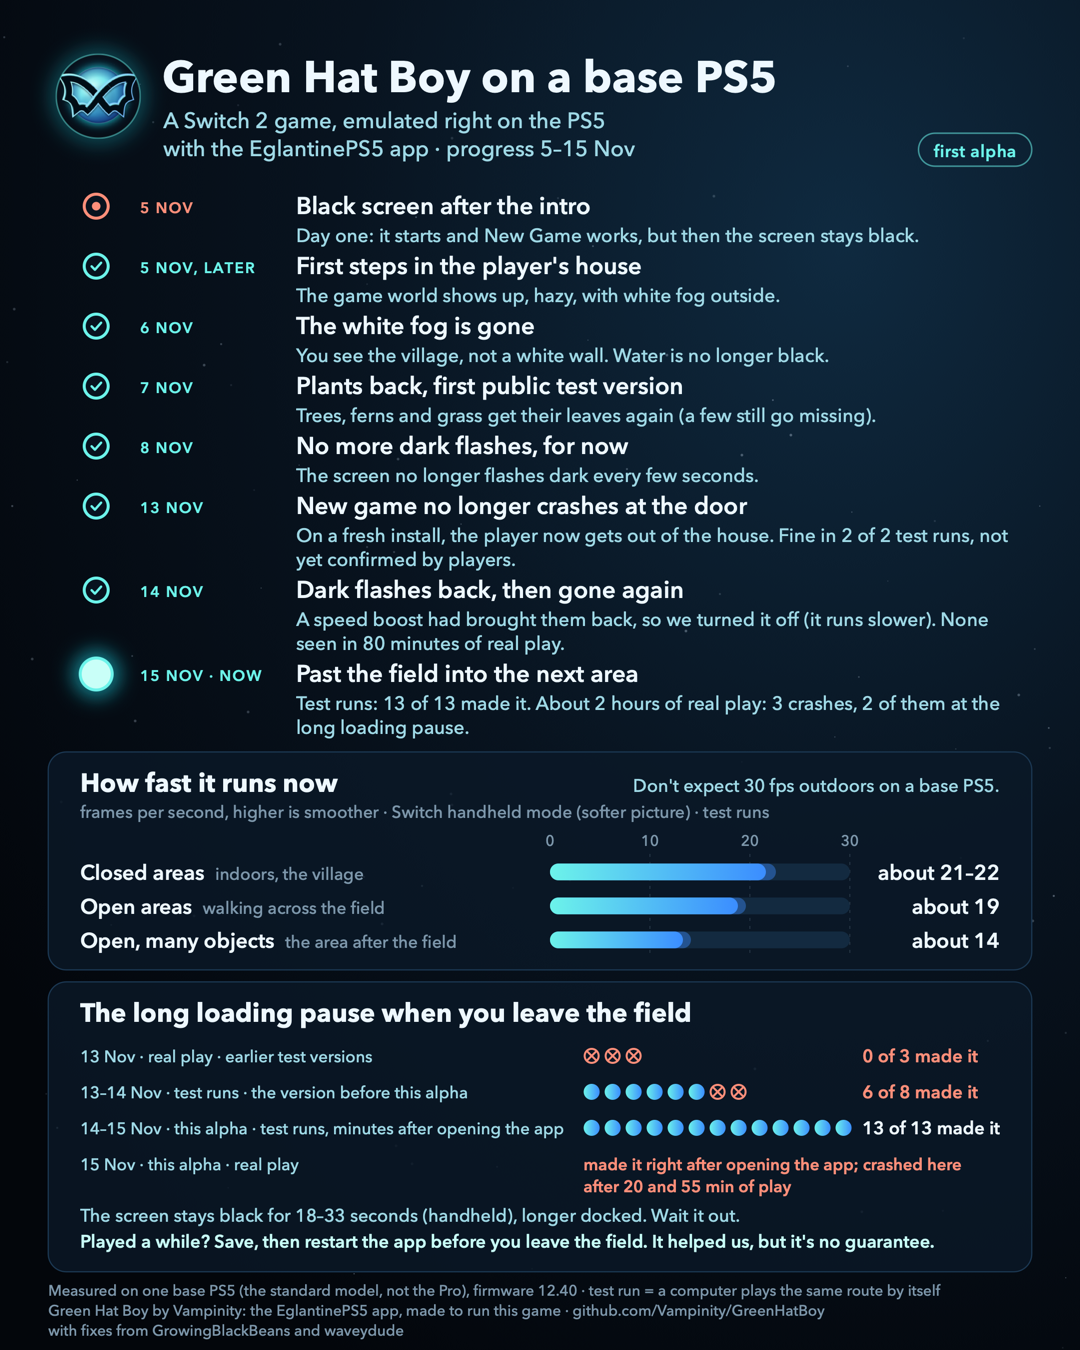 Green Hat Boy on a base PS5
A Switch 2 game, emulated right on the PS5
with the EglantinePS5 app · progress 5–15 Nov
first alpha
5 NOV
Black screen after the intro
Day one: it starts and New Game works, but then the screen stays black.
5 NOV, LATER
First steps in the player's house
The game world shows up, hazy, with white fog outside.
6 NOV
The white fog is gone
You see the village, not a white wall. Water is no longer black.
7 NOV
Plants back, first public test version
Trees, ferns and grass get their leaves again (a few still go missing).
8 NOV
No more dark flashes, for now
The screen no longer flashes dark every few seconds.
13 NOV
New game no longer crashes at the door
On a fresh install, the player now gets out of the house. Fine in 2 of 2 test runs, not
yet confirmed by players.
14 NOV
Dark flashes back, then gone again
A speed boost had brought them back, so we turned it off (it runs slower). None
seen in 80 minutes of real play.
15 NOV · NOW
Past the field into the next area
Test runs: 13 of 13 made it. About 2 hours of real play: 3 crashes, 2 of them at the
long loading pause.
How fast it runs now
Don't expect 30 fps outdoors on a base PS5.
frames per second, higher is smoother · Switch handheld mode (softer picture) · test runs
0 10 20 30
Closed areas indoors, the village about 21–22
Open areas walking across the field about 19
Open, many objects the area after the field about 14
The long loading pause when you leave the field
13 Nov · real play · earlier test versions 0 of 3 made it
13–14 Nov · test runs · the version before this alpha 6 of 8 made it
14–15 Nov · this alpha · test runs, minutes after opening the app 13 of 13 made it
15 Nov · this alpha · real play made it right after opening the app; crashed here
after 20 and 55 min of play
The screen stays black for 18–33 seconds (handheld), longer docked. Wait it out.
Played a while? Save, then restart the app before you leave the field. It helped us, but it's no guarantee.
Measured on one base PS5 (the standard model, not the Pro), firmware 12.40 · test run = a computer plays the same route by itself
Green Hat Boy by Vampinity: the EglantinePS5 app, made to run this game · github.com/Vampinity/GreenHatBoy
with fixes from GrowingBlackBeans and waveydude